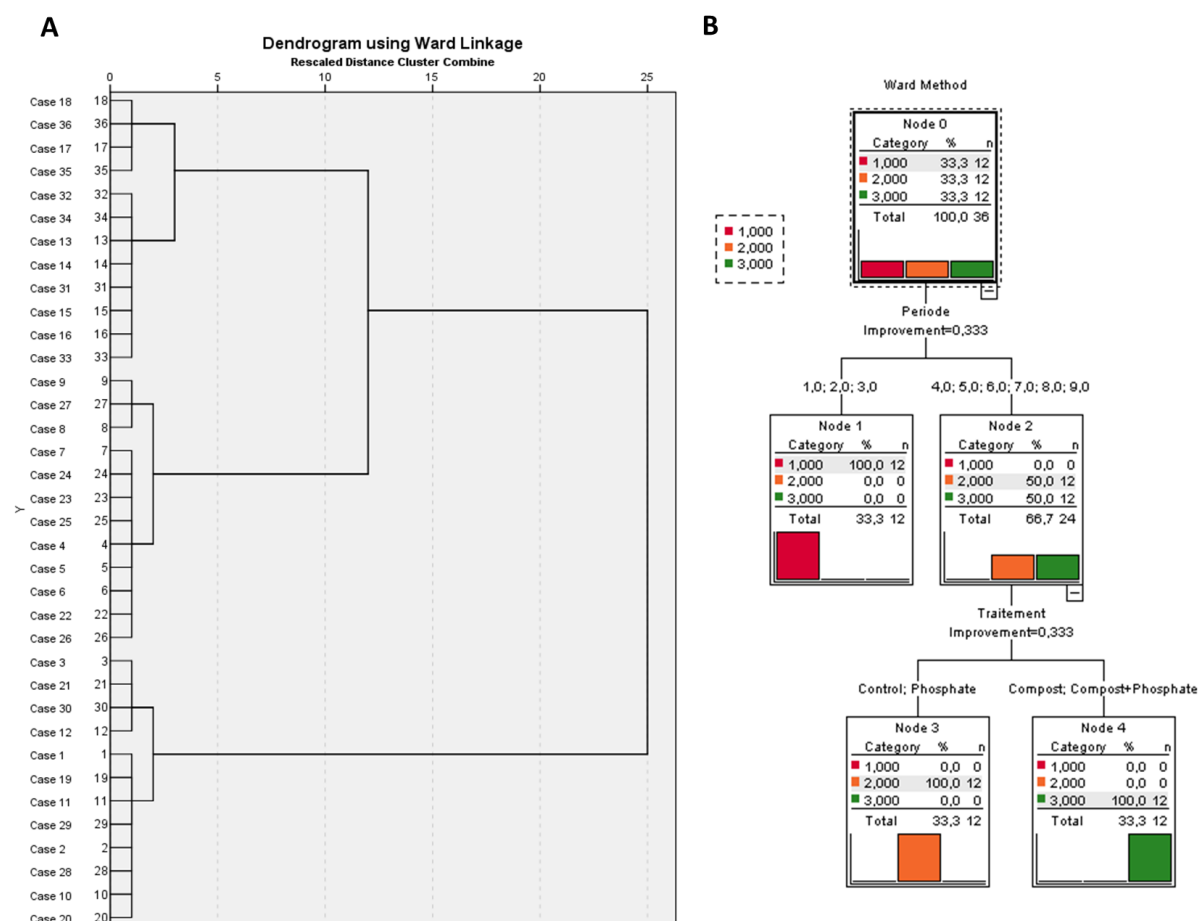 A
Dendrogram using Ward Linkage
Rescaled Distance Cluster Combine
0 5 10 15 20 25
Case 18 18
Case 36 36
Case 17 17
Case 35 35
Case 32 32
Case 34 34
Case 13 13
Case 14 14
Case 31 31
Case 15 15
Case 16 16
Case 33 33
Case 9 9
Case 27 27
Case 8 8
Case 7 7
Case 24 24
Case 23 23
Y
Case 25 25
Case 4 4
Case 5 5
Case 6 6
Case 22 22
Case 26 26
Case 3 3
Case 21 21
Case 30 30
Case 12 12
Case 1 1
Case 19 19
Case 11 11
Case 29 29
Case 2 2
Case 28 28
Case 10 10
Case 20 20
B
Ward Method
Node 0
Category % n
1,000 33,3 12
2,000 33,3 12
3,000 33,3 12
Total 100,0 36
1,000
2,000
3,000
Periode
Improvement=0,333
1,0; 2,0; 3,0
4,0; 5,0; 6,0; 7,0; 8,0; 9,0
Node 1
Category % n
1,000 100,0 12
2,000 0,0 0
3,000 0,0 0
Total 33,3 12
Node 2
Category % n
1,000 0,0 0
2,000 50,0 12
3,000 50,0 12
Total 66,7 24
Traitement
Improvement=0,333
Control; Phosphate
Compost; Compost+Phosphate
Node 3
Category % n
1,000 0,0 0
2,000 100,0 12
3,000 0,0 0
Total 33,3 12
Node 4
Category % n
1,000 0,0 0
2,000 0,0 0
3,000 100,0 12
Total 33,3 12